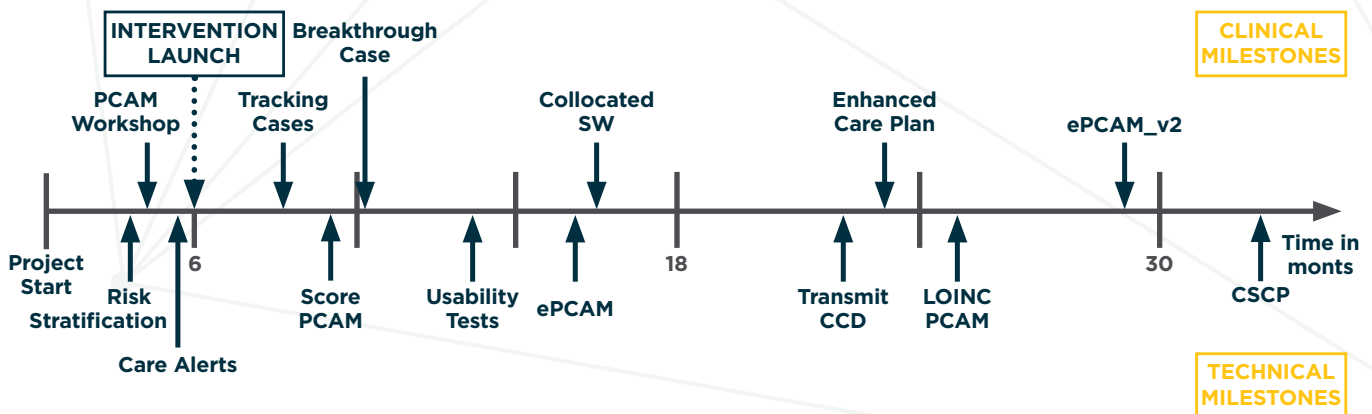 INTERVENTION
LAUNCH
Breakthrough
Case
CLINICAL
MILESTONES
PCAM
Workshop
Tracking
Cases
Collocated
SW
Enhanced
Care Plan
ePCAM_v2
Project
Start
6
18
30
Time in
monts
Risk
Stratification
Care Alerts
Score
PCAM
Usability
Tests
ePCAM
Transmit
CCD
LOINC
PCAM
CSCP
TECHNICAL
MILESTONES